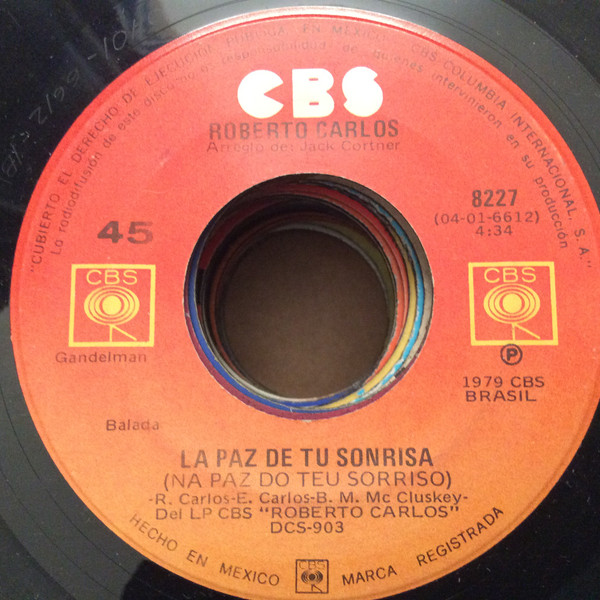 "CUBIERTO EL DERECHO DE EJECUCION PUBLICA, EN MEXICO, POR CBS/COLUMBIA INTERNACIONAL, S. A."
La radiodifusión de este disco es responsabilidad de quienes intervinieron en su producción
CBS
ROBERTO CARLOS
Arreglo de: Jack Cortner
45
8227
(04-01-6612)
4:34
CBS
Gandelman
CBS
P
1979 CBS
BRASIL
Balada
LA PAZ DE TU SONRISA
(NA PAZ DO TEU SORRISO)
-R. Carlos-E. Carlos-B. M. Mc Cluskey-
Del LP CBS "ROBERTO CARLOS"
DCS-903
HECHO EN MEXICO
CBS
MARCA REGISTRADA